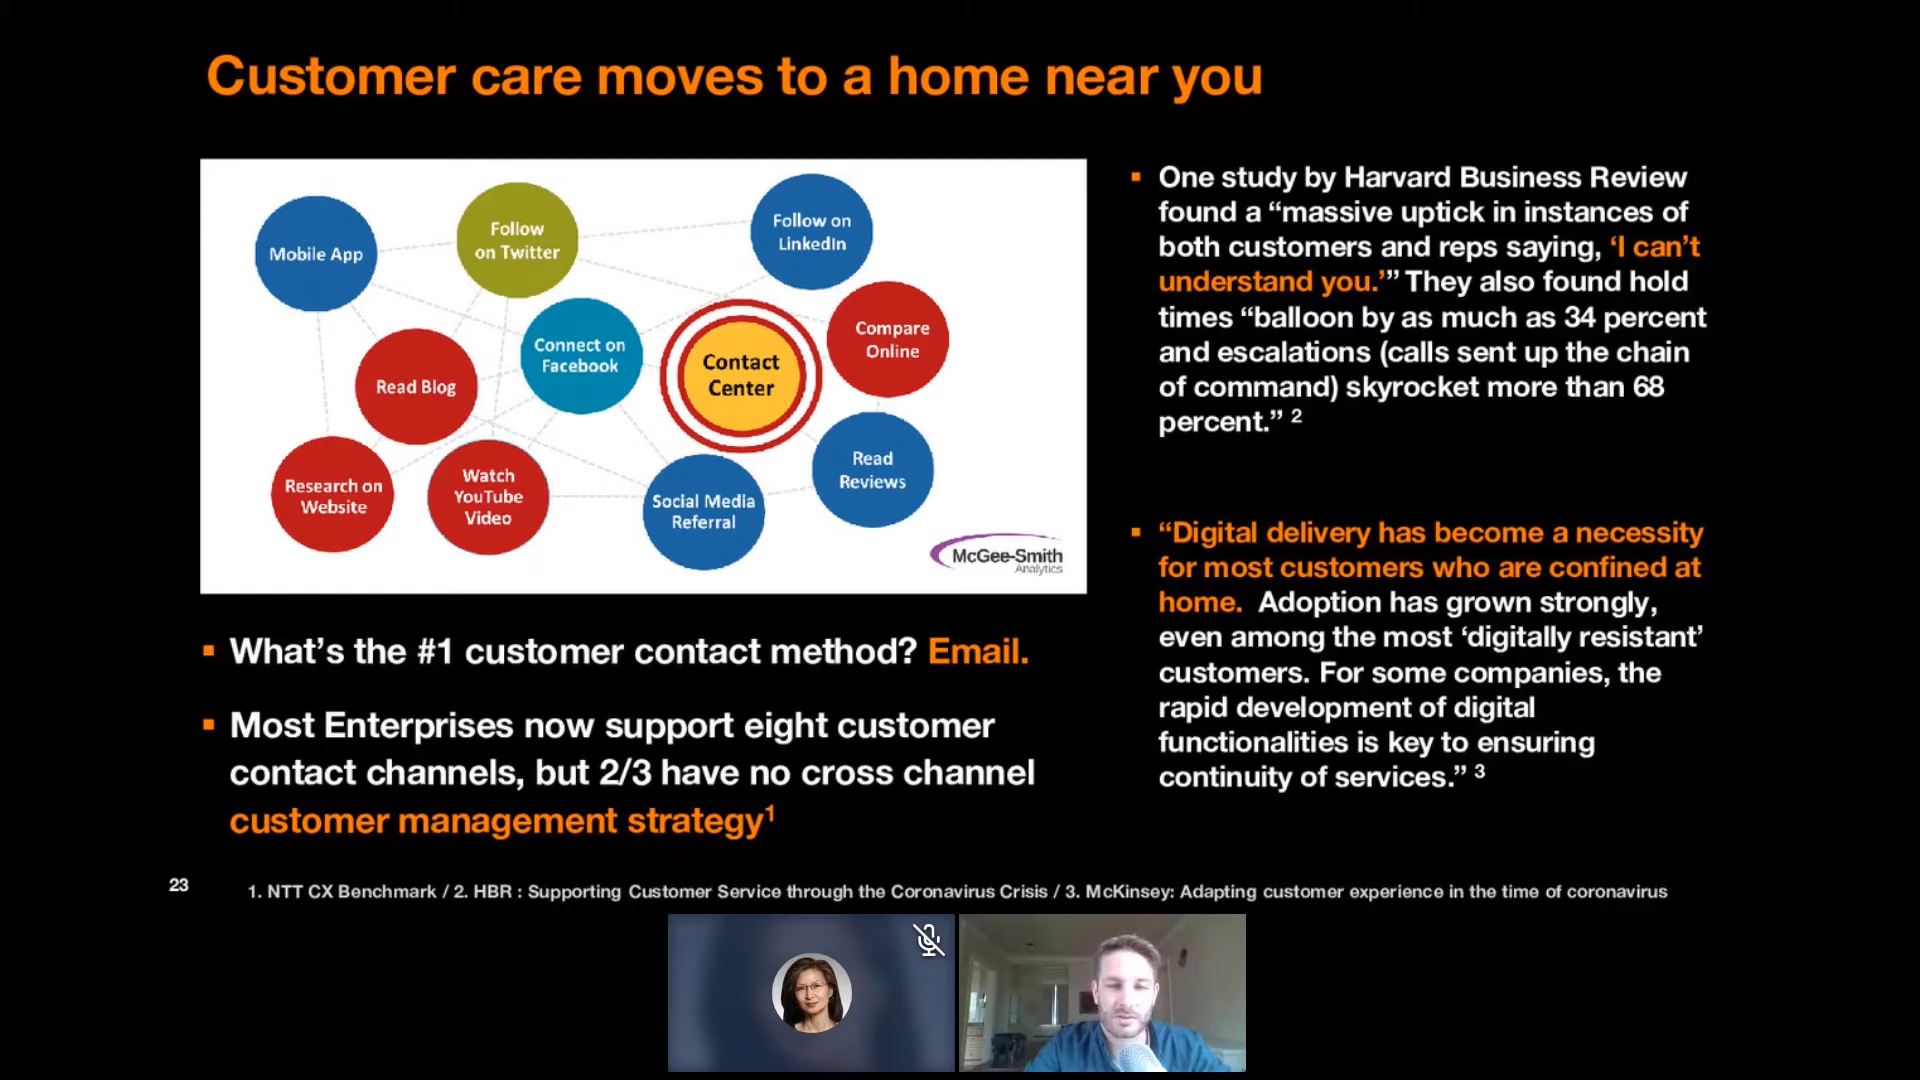 Customer care moves to a home near you
Mobile App
Follow
on Twitter
Follow on
LinkedIn
Connect on
Facebook
Contact
Center
Compare
Online
Read Blog
Research on
Website
Watch
YouTube
Video
Social Media
Referral
Read
Reviews
McGee-Smith
Analytics
▪ What’s the #1 customer contact method? Email.
▪ Most Enterprises now support eight customer
contact channels, but 2/3 have no cross channel
customer management strategy¹
▪ One study by Harvard Business Review
found a “massive uptick in instances of
both customers and reps saying, ‘I can’t
understand you.’” They also found hold
times “balloon by as much as 34 percent
and escalations (calls sent up the chain
of command) skyrocket more than 68
percent.” ²
▪ “Digital delivery has become a necessity
for most customers who are confined at
home. Adoption has grown strongly,
even among the most ‘digitally resistant’
customers. For some companies, the
rapid development of digital
functionalities is key to ensuring
continuity of services.” ³
23
1. NTT CX Benchmark / 2. HBR : Supporting Customer Service through the Coronavirus Crisis / 3. McKinsey: Adapting customer experience in the time of coronavirus